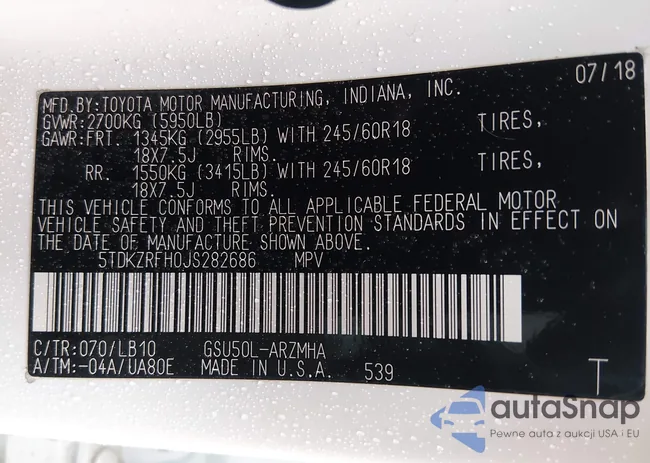 07/18
MFD.BY:TOYOTA MOTOR MANUFACTURING, INDIANA, INC.
GVWR:2700KG (5950LB)
GAWR:FRT. 1345KG (2955LB) WITH 245/60R18 TIRES,
18X7.5J RIMS.
RR. 1550KG (3415LB) WITH 245/60R18 TIRES,
18X7.5J RIMS.
THIS VEHICLE CONFORMS TO ALL APPLICABLE FEDERAL MOTOR
VEHICLE SAFETY AND THEFT PREVENTION STANDARDS IN EFFECT ON
THE DATE OF MANUFACTURE SHOWN ABOVE.
5TDKZRFH0JS282686 MPV
C/TR:070/LB10 GSU50L-ARZMHA
A/TM:-04A/UA80E MADE IN U.S.A. 539 T
autaSnap
Pewne auta z aukcji USA i EU